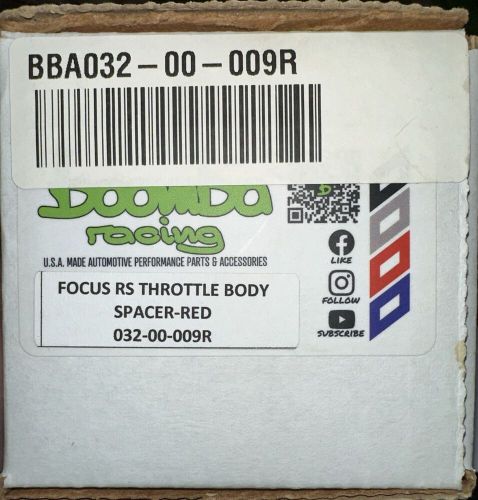 BBA032-00-009R
Boomba
racing
U.S.A. MADE AUTOMOTIVE PERFORMANCE PARTS & ACCESSORIES
LIKE
FOLLOW
SUBSCRIBE
FOCUS RS THROTTLE BODY
SPACER-RED
032-00-009R